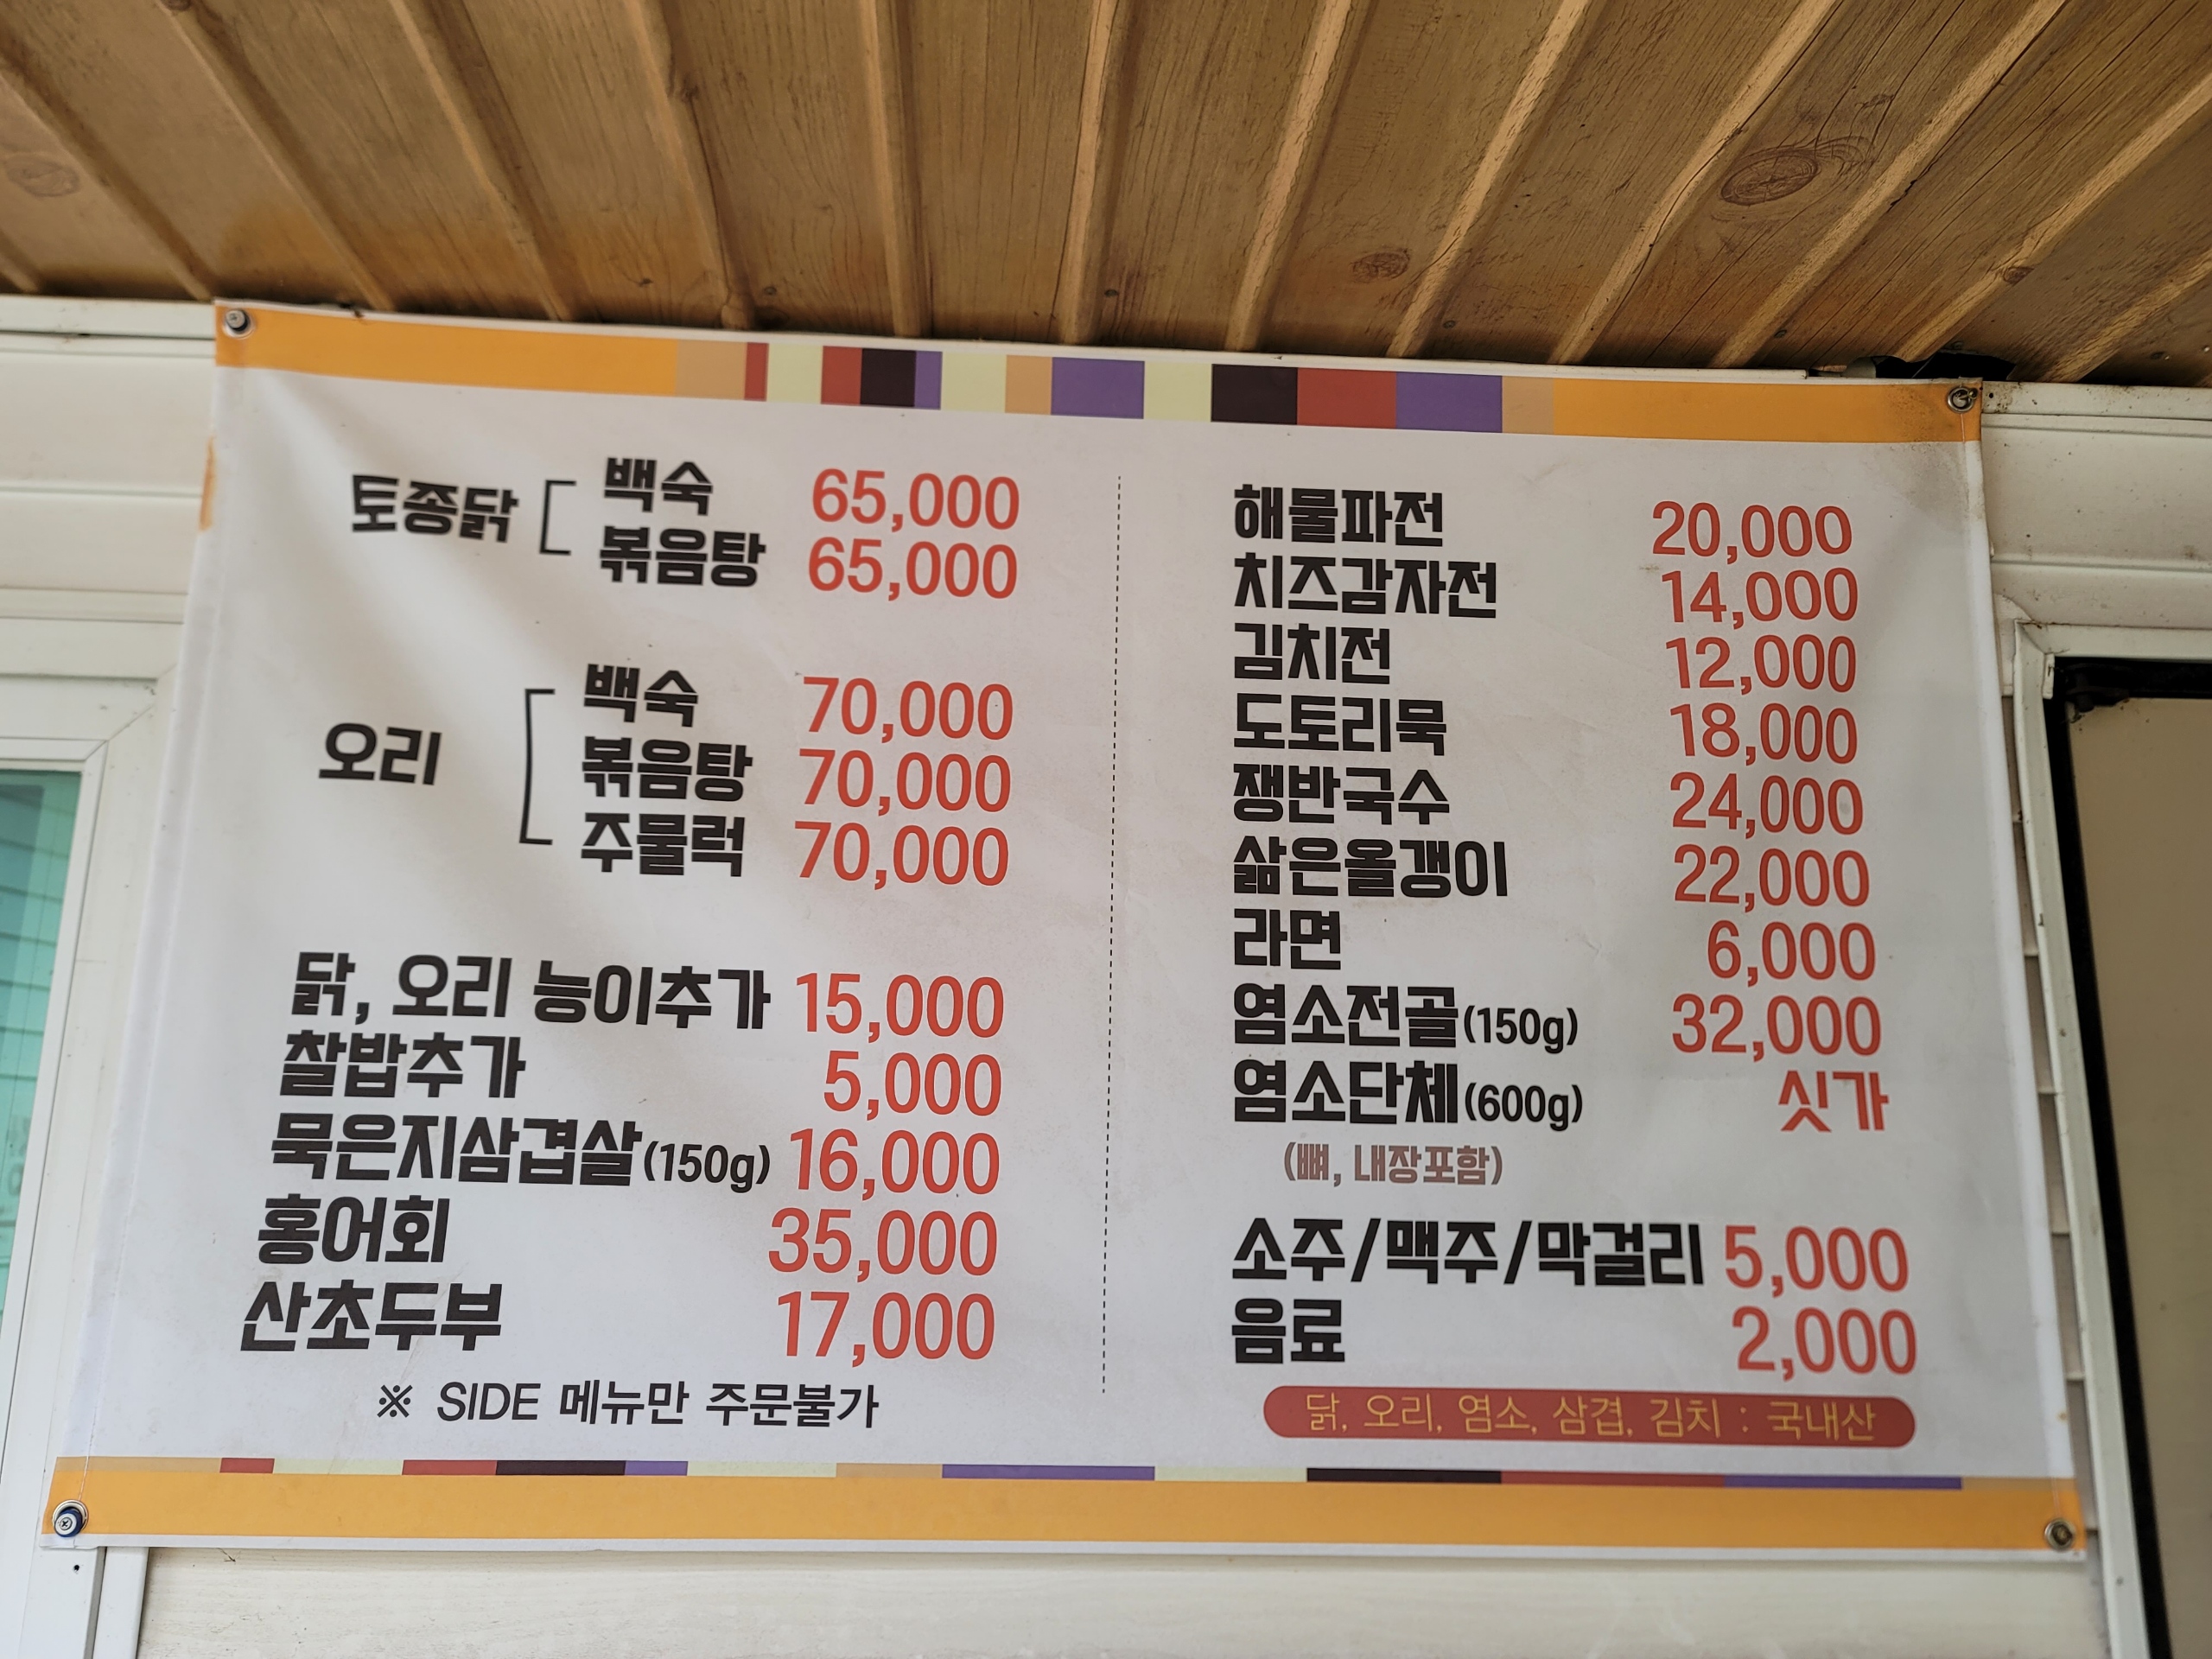 토종닭
백숙 65,000
볶음탕 65,000
오리
백숙 70,000
볶음탕 70,000
주물럭 70,000
닭, 오리 능이추가 15,000
찰밥추가 5,000
묵은지삼겹살(150g) 16,000
홍어회 35,000
산초두부 17,000
※ SIDE 메뉴만 주문불가
해물파전 20,000
치즈감자전 14,000
김치전 12,000
도토리묵 18,000
쟁반국수 24,000
삶은올갱이 22,000
라면 6,000
염소전골(150g) 32,000
염소단체(600g) 싯가
(뼈, 내장포함)
소주/맥주/막걸리 5,000
음료 2,000
닭, 오리, 염소, 삼겹, 김치 : 국내산